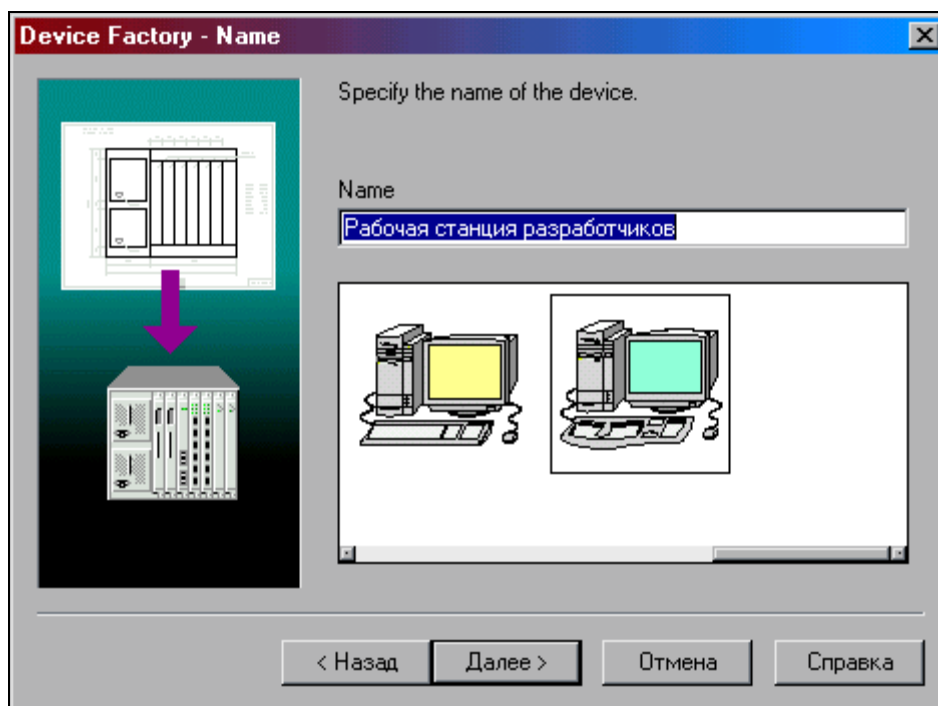 Device Factory - Name
Specify the name of the device.
Name
Рабочая станция разработчиков
< Назад
Далее >
Отмена
Справка